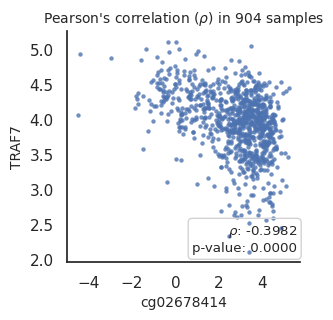 Pearson's correlation (ρ) in 904 samples
5.0
4.5
4.0
3.5
3.0
2.5
2.0
TRAF7
ρ: -0.3982
p-value: 0.0000
−4
−2
0
2
4
cg02678414